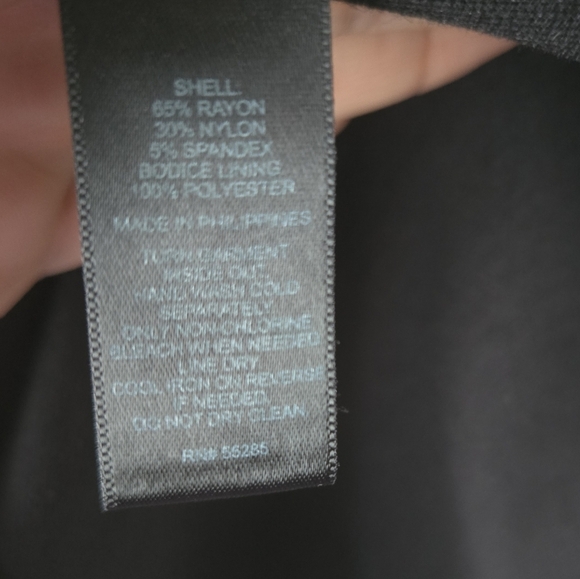 SHELL:
65% RAYON
30% NYLON
5% SPANDEX
BODICE LINING
100% POLYESTER
MADE IN PHILIPPINES
TURN GARMENT
INSIDE OUT
HAND WASH COLD
SEPARATELY
ONLY NON-CHLORINE
BLEACH WHEN NEEDED
LINE DRY
COOL IRON ON REVERSE
IF NEEDED
DO NOT DRY CLEAN
RN# 55285